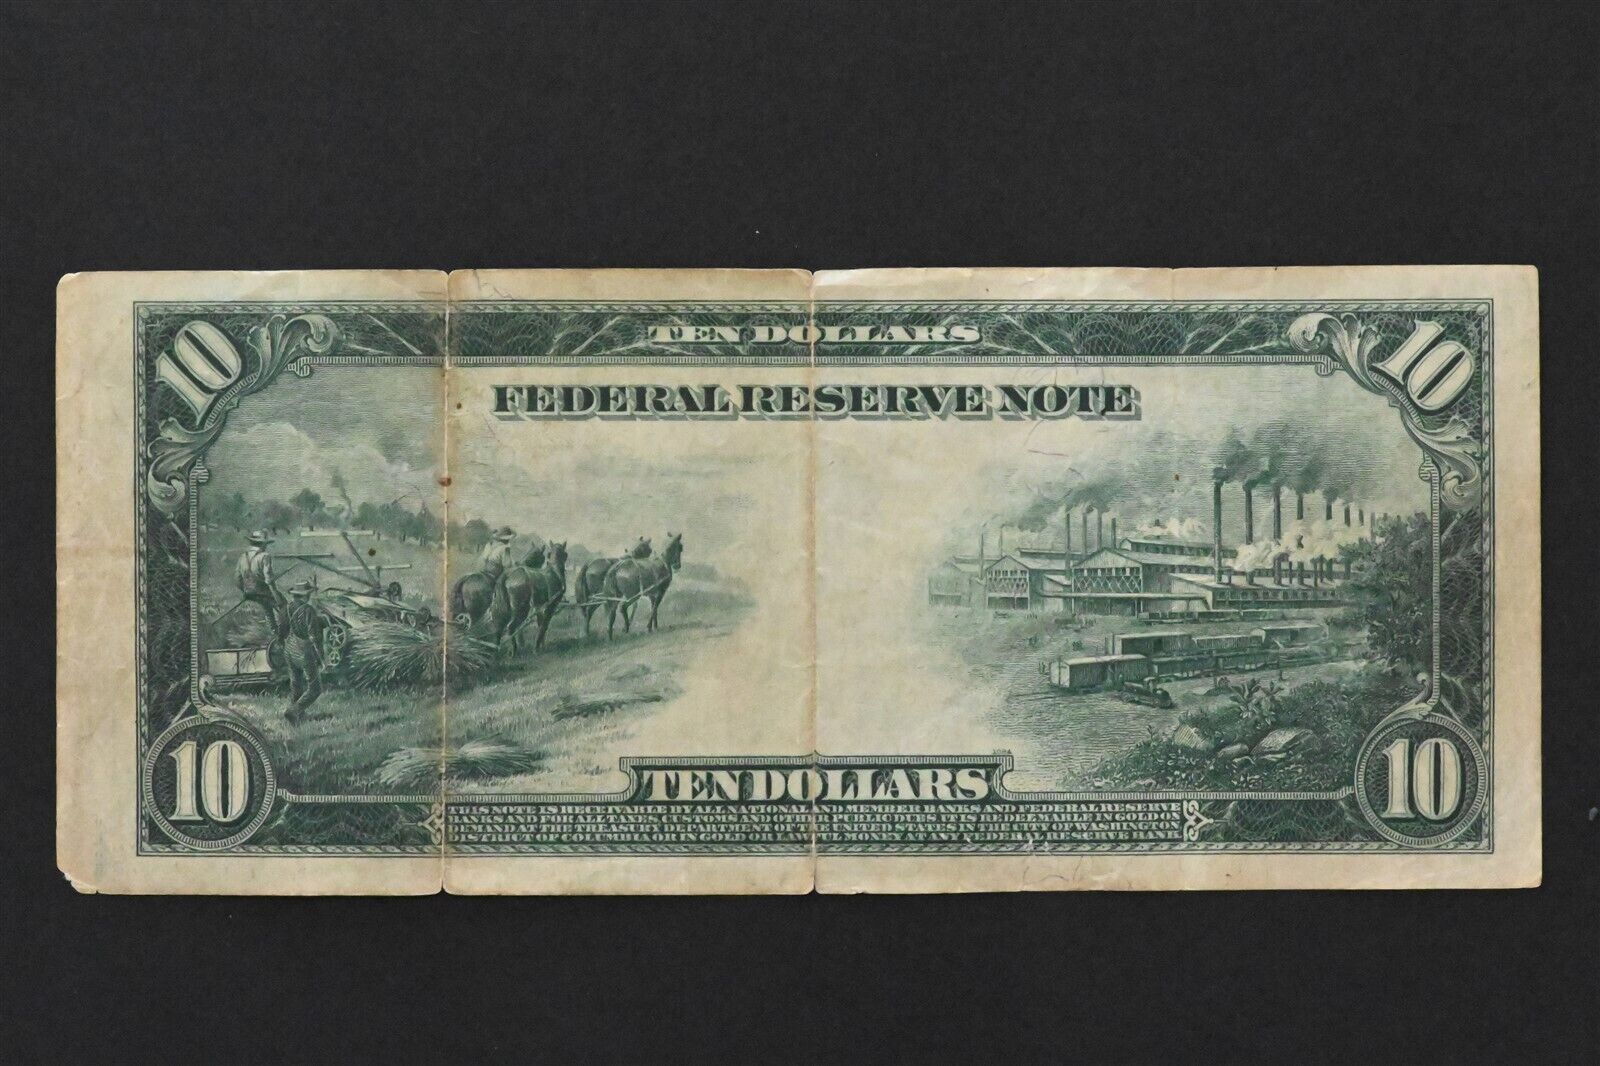 10 TEN DOLLARS 10
FEDERAL RESERVE NOTE
10 TEN DOLLARS 10
THIS NOTE IS RECEIVABLE BY ALL NATIONAL AND MEMBER BANKS AND FEDERAL RESERVE
BANKS AND FOR ALL TAXES, CUSTOMS AND OTHER PUBLIC DUES. IT IS REDEEMABLE IN GOLD ON
DEMAND AT THE TREASURY DEPARTMENT OF THE UNITED STATES IN THE CITY OF WASHINGTON
DISTRICT OF COLUMBIA OR IN GOLD OR LAWFUL MONEY AT ANY FEDERAL RESERVE BANK.